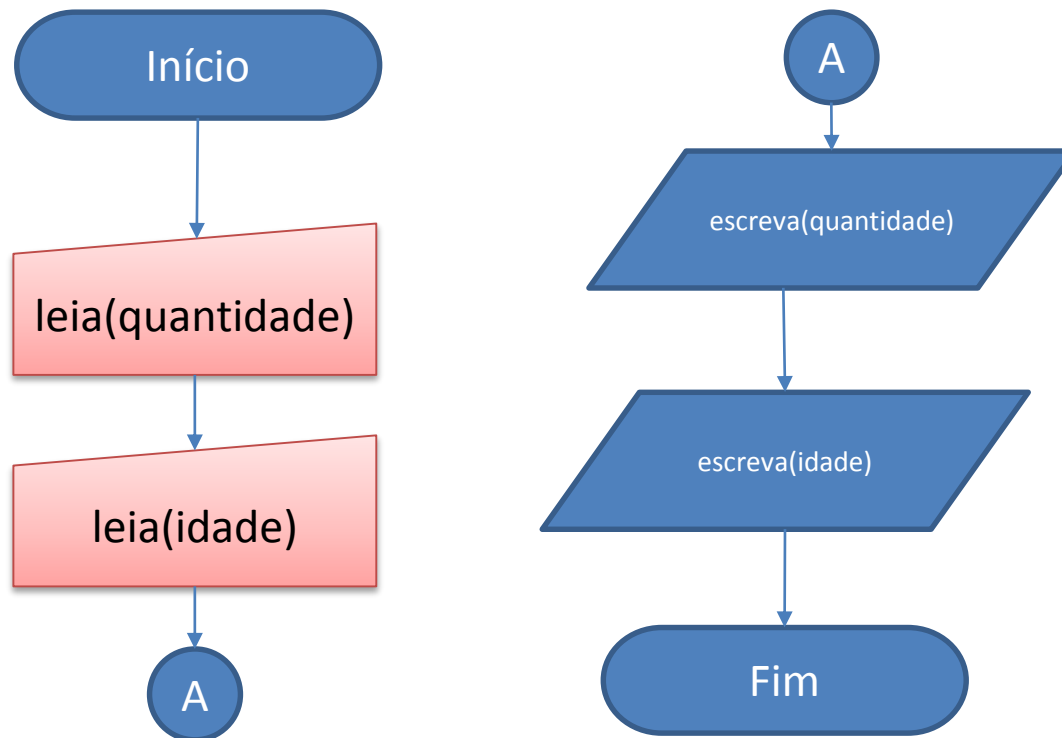 Início
leia(quantidade)
leia(idade)
A
A
escreva(quantidade)
escreva(idade)
Fim